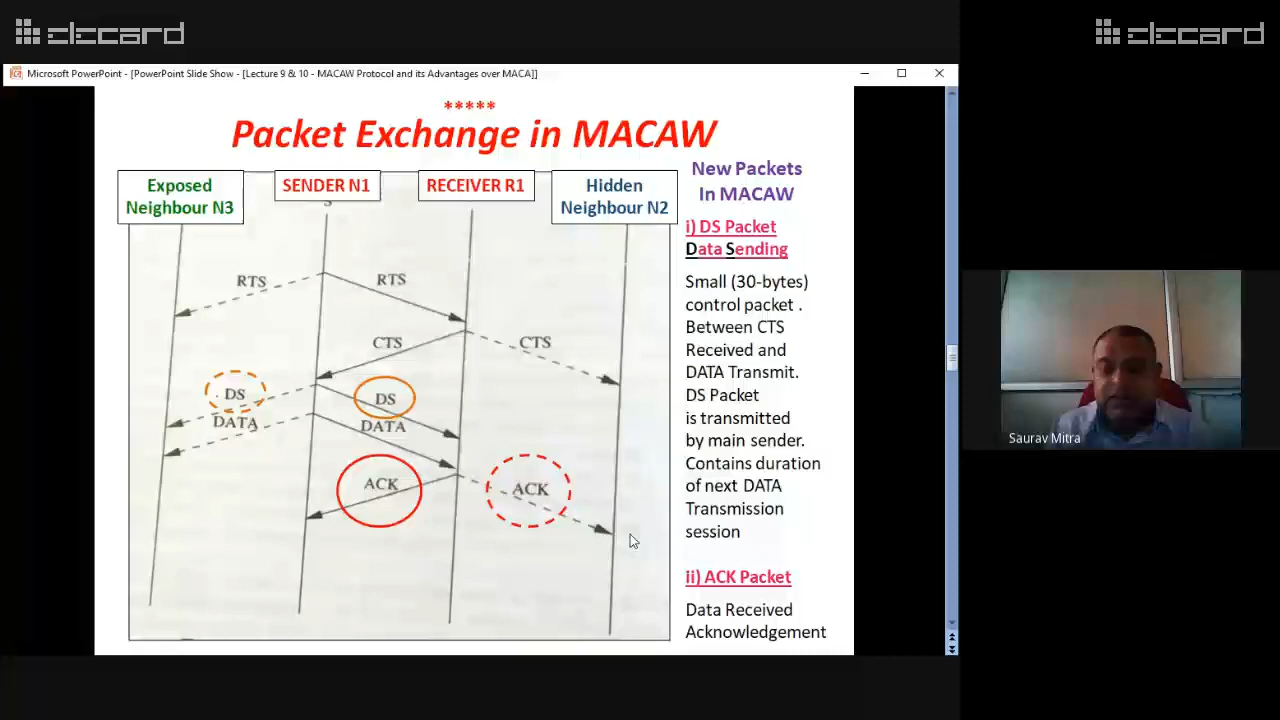 elecard
elecard
Microsoft PowerPoint - [PowerPoint Slide Show - [Lecture 9 & 10 - MACAW Protocol and its Advantages over MACA]]
*****
Packet Exchange in MACAW
Exposed
Neighbour N3
SENDER N1
RECEIVER R1
Hidden
Neighbour N2
S
RTS
RTS
CTS
CTS
DS
DS
DATA
DATA
ACK
ACK
New Packets
In MACAW
i) DS Packet
Data Sending
Small (30-bytes)
control packet .
Between CTS
Received and
DATA Transmit.
DS Packet
is transmitted
by main sender.
Contains duration
of next DATA
Transmission
session
ii) ACK Packet
Data Received
Acknowledgement
Saurav Mitra